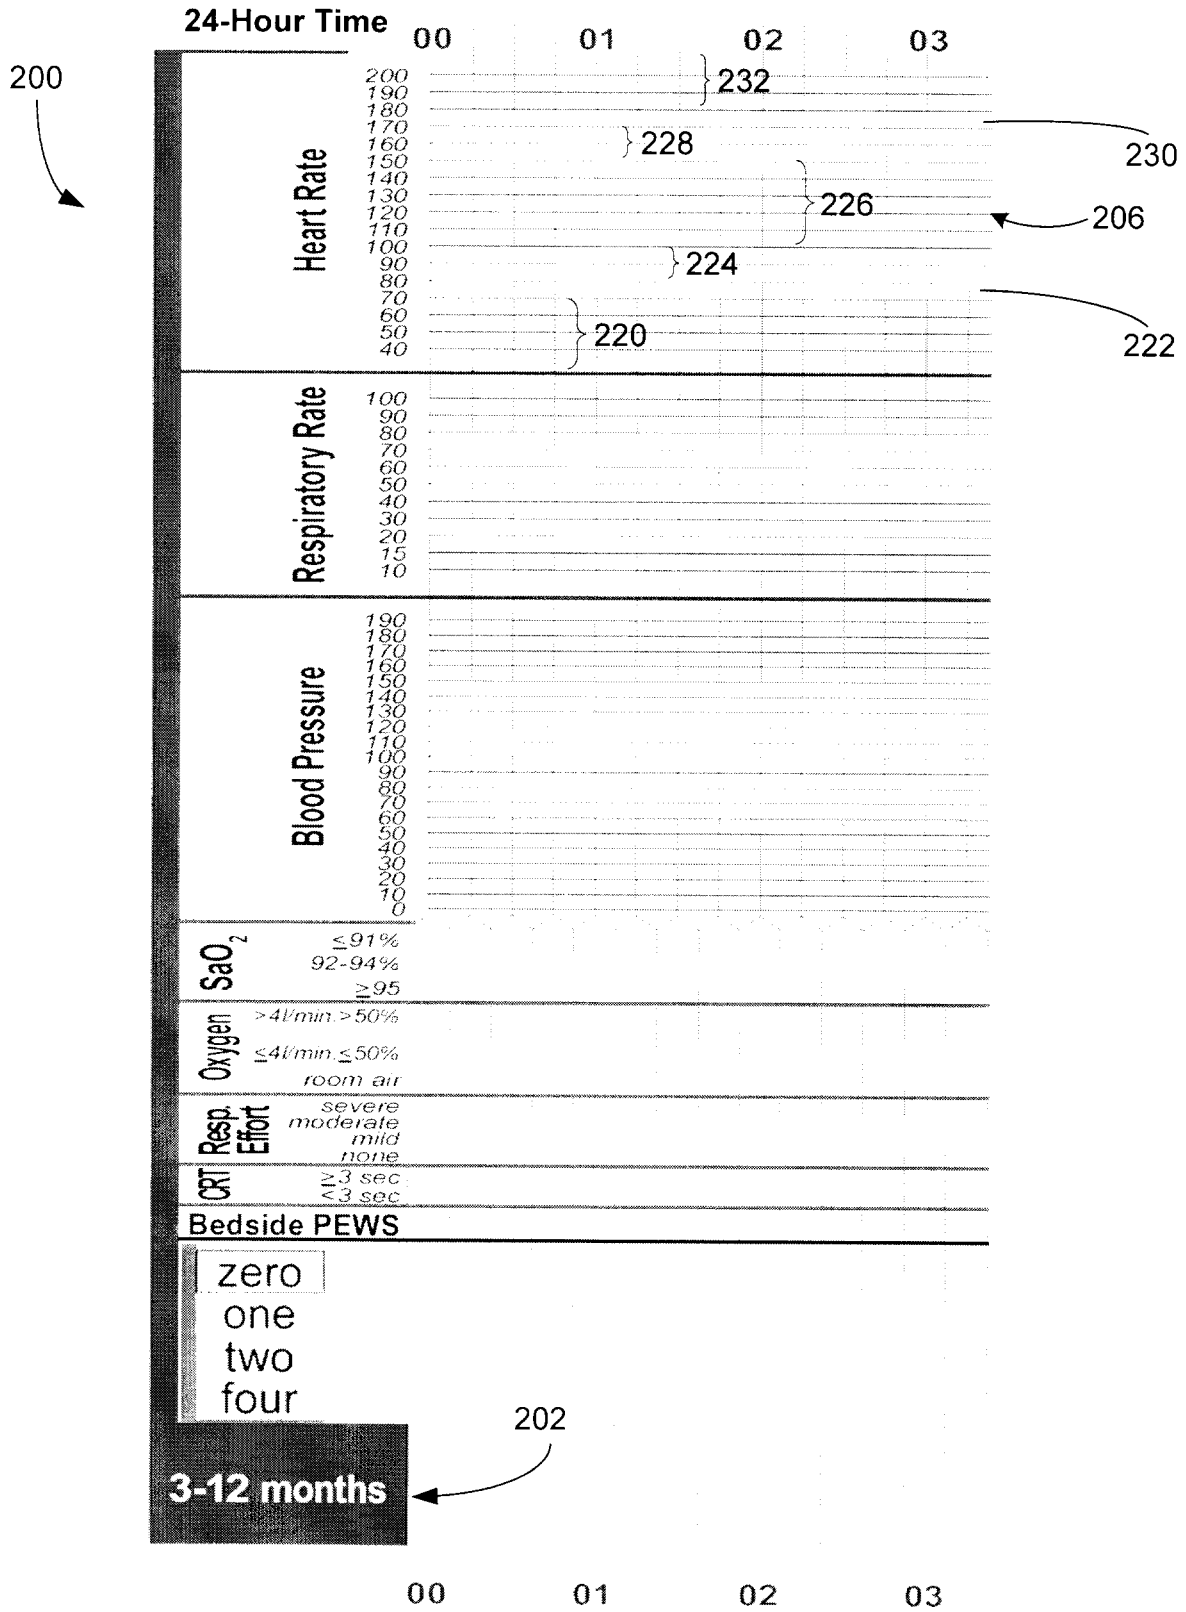 24-Hour Time
00 01 02 03
200
Heart Rate
200
190
180
170
160
150
140
130
120
110
100
90
80
70
60
50
40
232
228
230
226
206
224
220
222
Respiratory Rate
100
90
80
70
60
50
40
30
20
15
10
Blood Pressure
190
180
170
160
150
140
130
120
110
100
90
80
70
60
50
40
30
20
10
0
SaO2
≤91%
92-94%
≥95
Oxygen
>4l/min.>50%
≤4l/min.≤50%
room air
Resp. Effort
severe
moderate
mild
none
CRT
≥3 sec
<3 sec
Bedside PEWS
zero
one
two
four
202
3-12 months
00 01 02 03